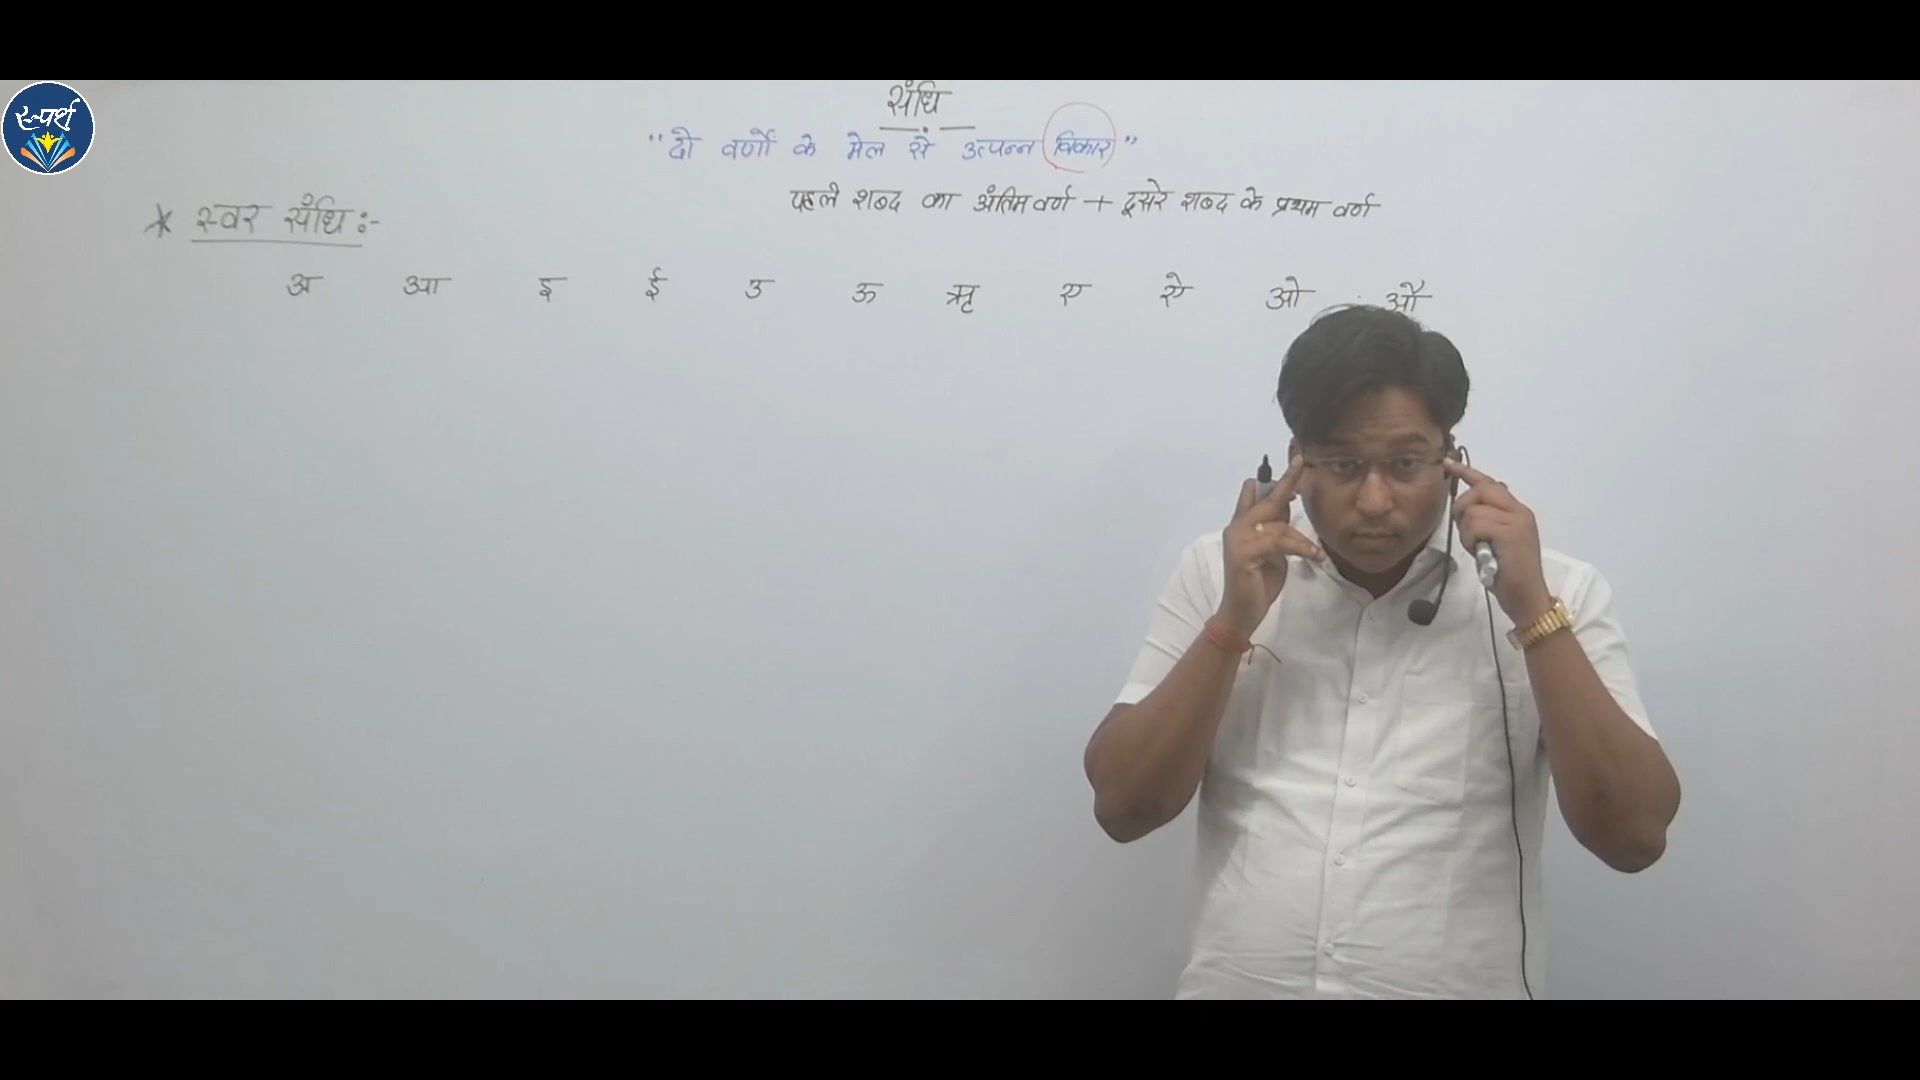 स्पर्श
संधि
"दो वर्णों के मेल से उत्पन्न विकार"
पहले शब्द का अंतिम वर्ण + दूसरे शब्द के प्रथम वर्ण
* स्वर संधि :-
अ आ इ ई उ ऊ ऋ ए ऐ ओ औ